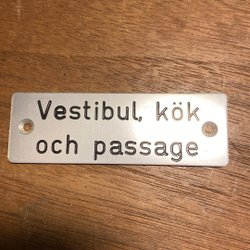 Vestibul, kök
och passage